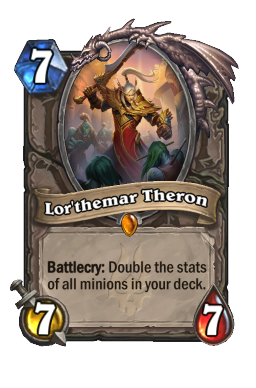 7
Lor'themar Theron
Battlecry: Double the stats
of all minions in your deck.
7
7